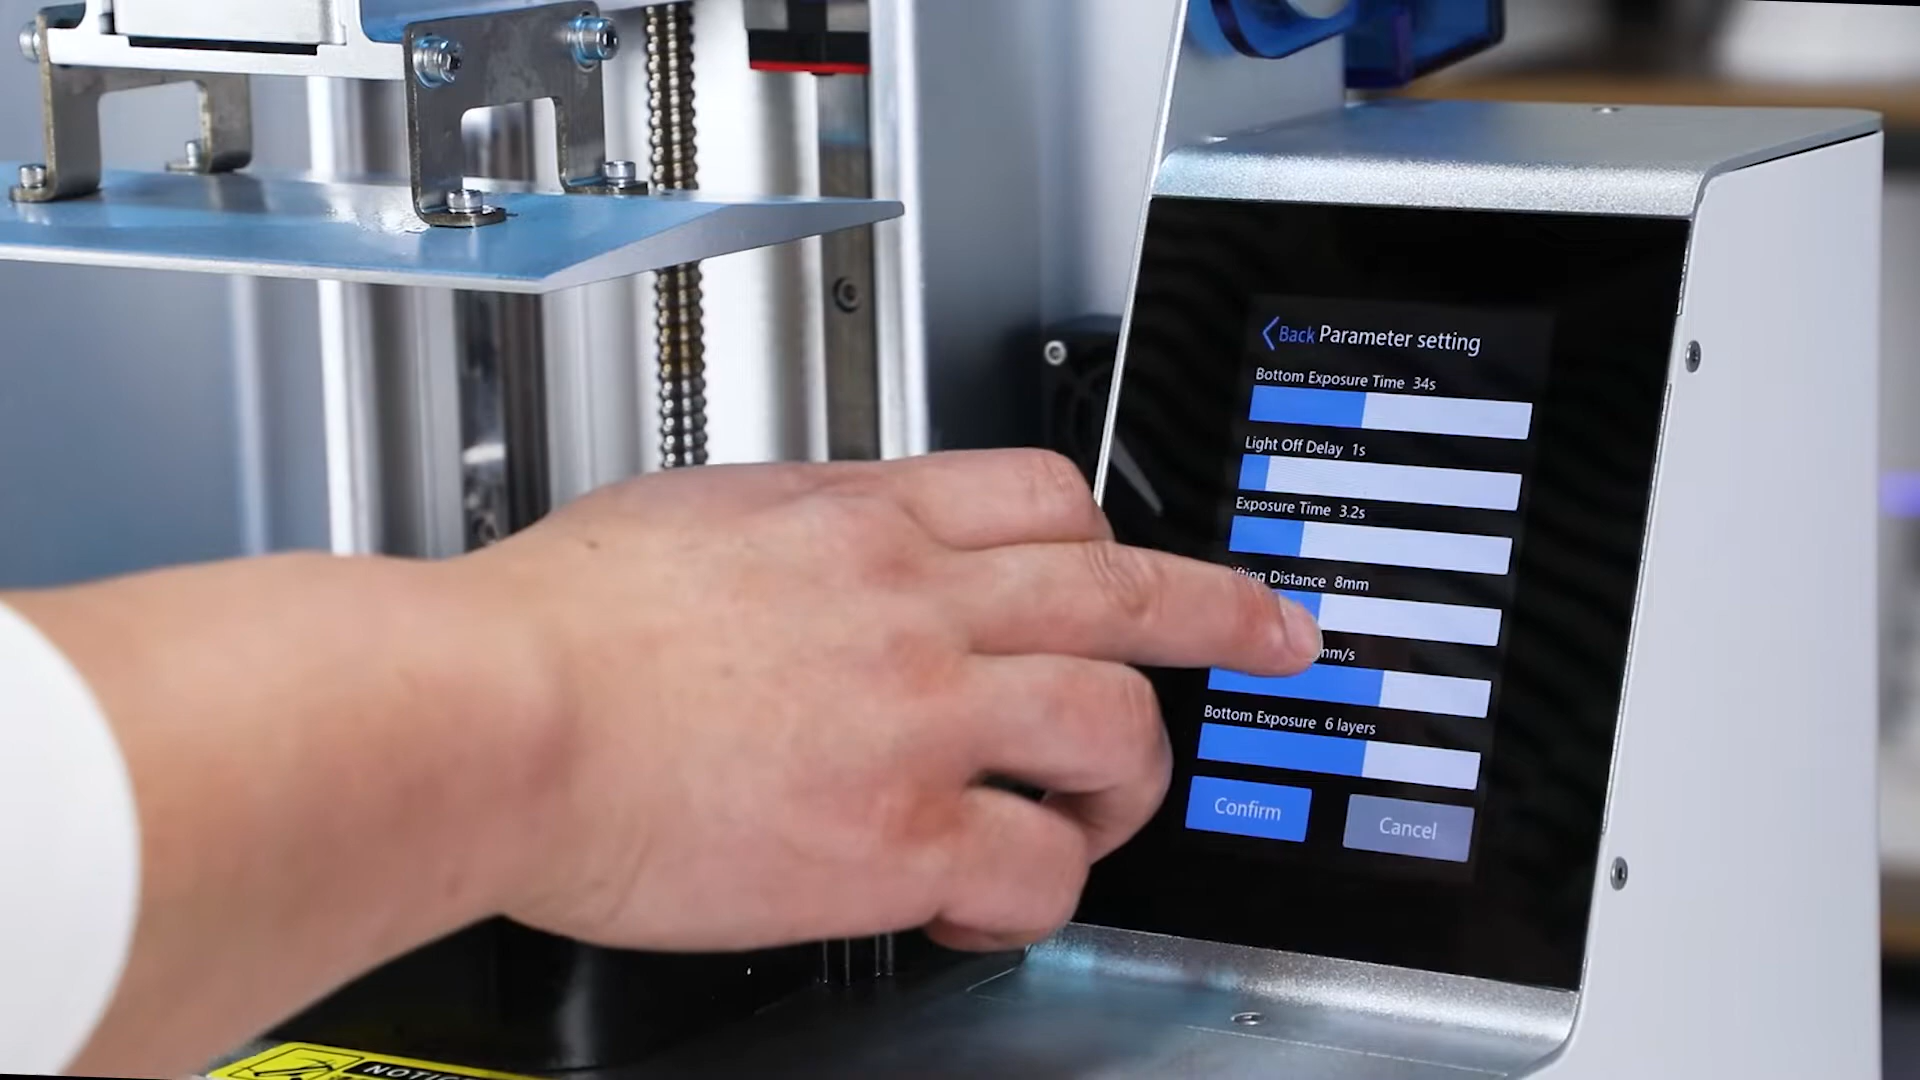 Back Parameter setting
Bottom Exposure Time 34s
Light Off Delay 1s
Exposure Time 3.2s
Distance 8mm
mm/s
Bottom Exposure 6 layers
Confirm
Cancel
NOTICE